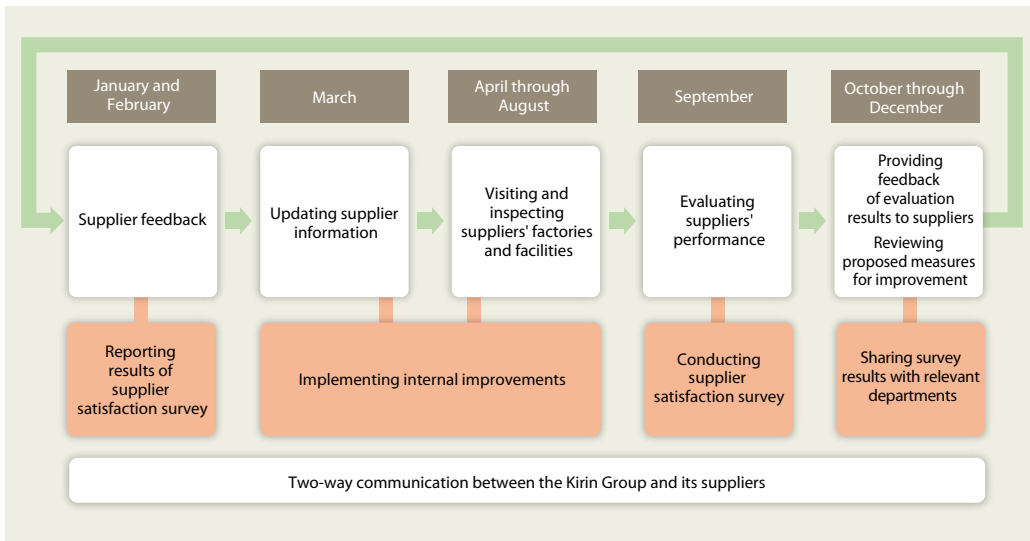 January and
February
March
April through
August
September
October through
December
Supplier feedback
Updating supplier
information
Visiting and
inspecting
suppliers' factories
and facilities
Evaluating
suppliers'
performance
Providing
feedback
of evaluation
results to suppliers
Reviewing
proposed measures
for improvement
Reporting
results of
supplier
satisfaction survey
Implementing internal improvements
Conducting
supplier
satisfaction survey
Sharing survey
results with relevant
departments
Two-way communication between the Kirin Group and its suppliers